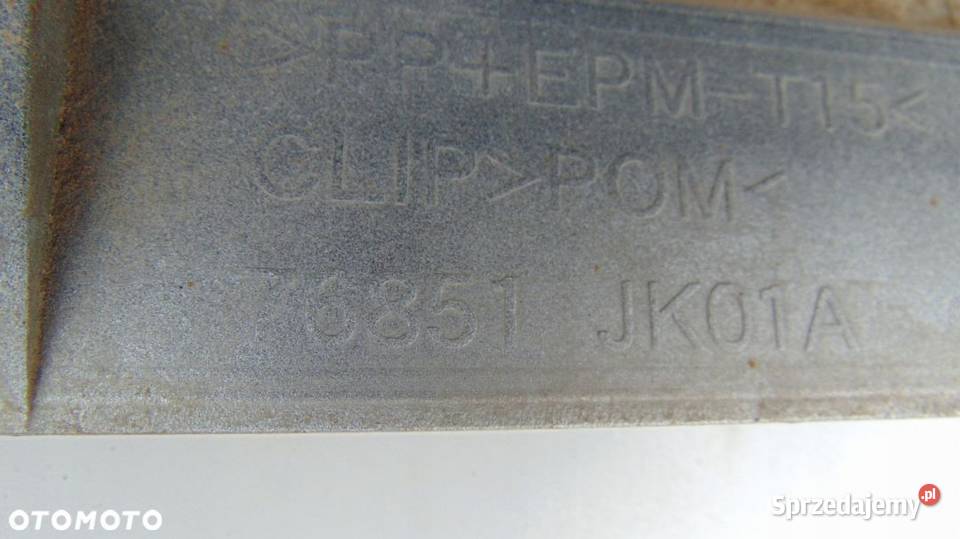 >PP+EPM-T15<
CLIP>POM<
76851 JK01A
OTOMOTO
Sprzedajemy.pl